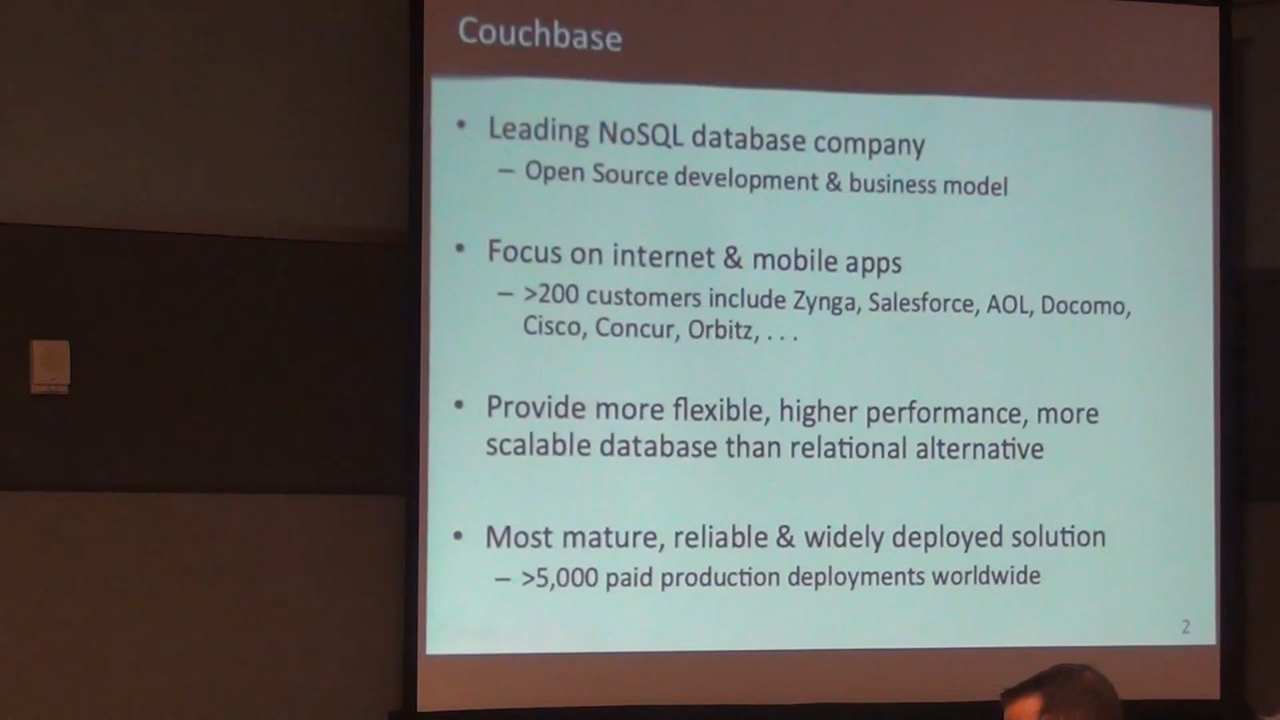 Couchbase
• Leading NoSQL database company
– Open Source development & business model
• Focus on internet & mobile apps
– >200 customers include Zynga, Salesforce, AOL, Docomo,
Cisco, Concur, Orbitz, . . .
• Provide more flexible, higher performance, more
scalable database than relational alternative
• Most mature, reliable & widely deployed solution
– >5,000 paid production deployments worldwide
2